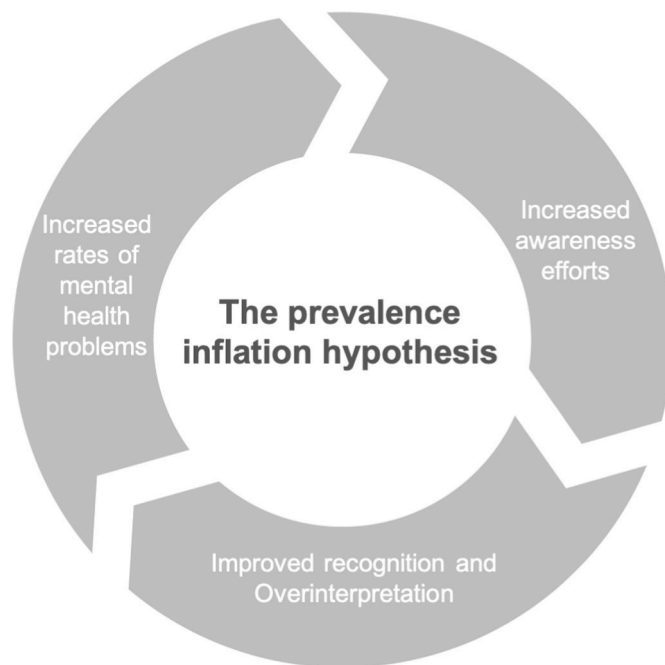 The prevalence
inflation hypothesis
Increased
awareness
efforts
Improved recognition and
Overinterpretation
Increased
rates of
mental
health
problems